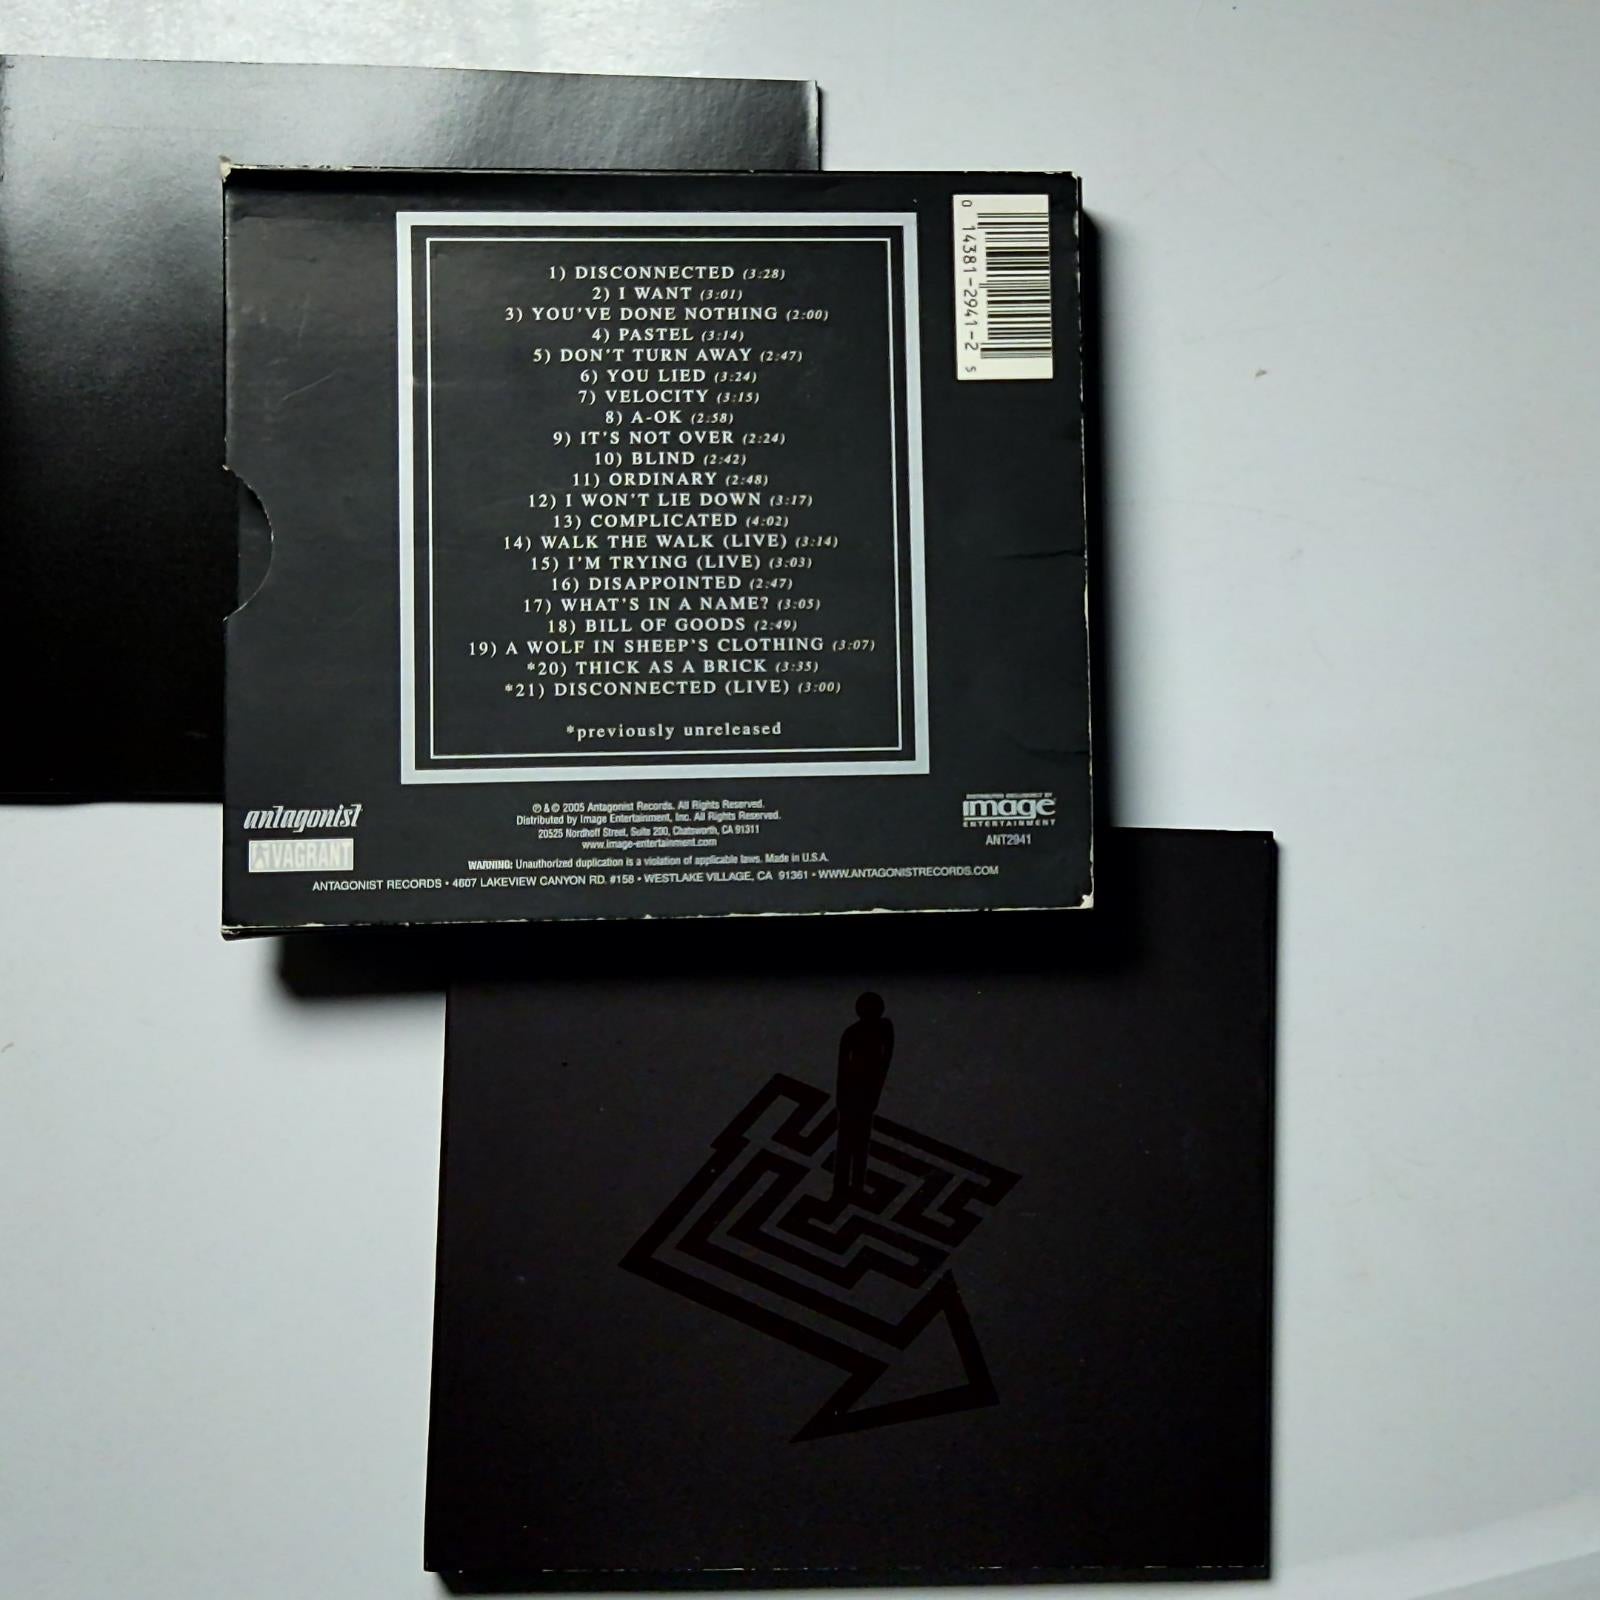 0 14381-2941-2 5
1) DISCONNECTED (3:28)
2) I WANT (3:01)
3) YOU'VE DONE NOTHING (2:00)
4) PASTEL (3:14)
5) DON'T TURN AWAY (2:47)
6) YOU LIED (3:24)
7) VELOCITY (3:15)
8) A-OK (2:58)
9) IT'S NOT OVER (2:24)
10) BLIND (2:42)
11) ORDINARY (2:48)
12) I WON'T LIE DOWN (3:17)
13) COMPLICATED (4:02)
14) WALK THE WALK (LIVE) (3:14)
15) I'M TRYING (LIVE) (3:03)
16) DISAPPOINTED (2:47)
17) WHAT'S IN A NAME? (3:05)
18) BILL OF GOODS (2:49)
19) A WOLF IN SHEEP'S CLOTHING (3:07)
*20) THICK AS A BRICK (3:35)
*21) DISCONNECTED (LIVE) (3:00)
*previously unreleased
antagonist
VAGRANT
℗ & © 2005 Antagonist Records. All Rights Reserved.
Distributed by Image Entertainment, Inc. All Rights Reserved.
20525 Nordhoff Street, Suite 200, Chatsworth, CA 91311
www.image-entertainment.com
WARNING: Unauthorized duplication is a violation of applicable laws. Made in U.S.A.
ANTAGONIST RECORDS • 4607 LAKEVIEW CANYON RD. #158 • WESTLAKE VILLAGE, CA 91361 • WWW.ANTAGONISTRECORDS.COM
DISTRIBUTED EXCLUSIVELY BY
image
ENTERTAINMENT
ANT2941